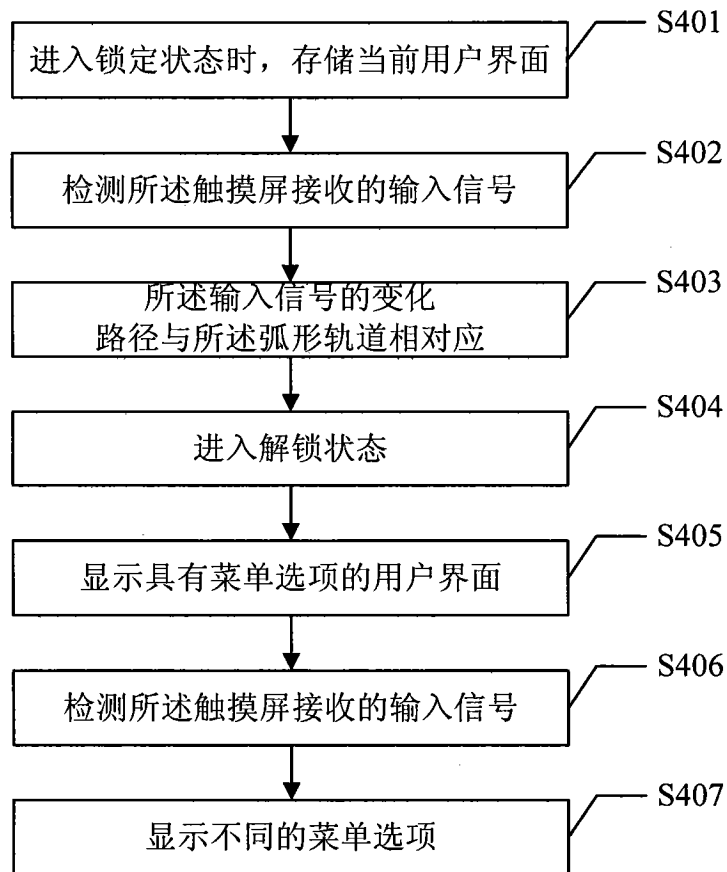 S401
进入锁定状态时，存储当前用户界面
S402
检测所述触摸屏接收的输入信号
S403
所述输入信号的变化
路径与所述弧形轨道相对应
S404
进入解锁状态
S405
显示具有菜单选项的用户界面
S406
检测所述触摸屏接收的输入信号
S407
显示不同的菜单选项